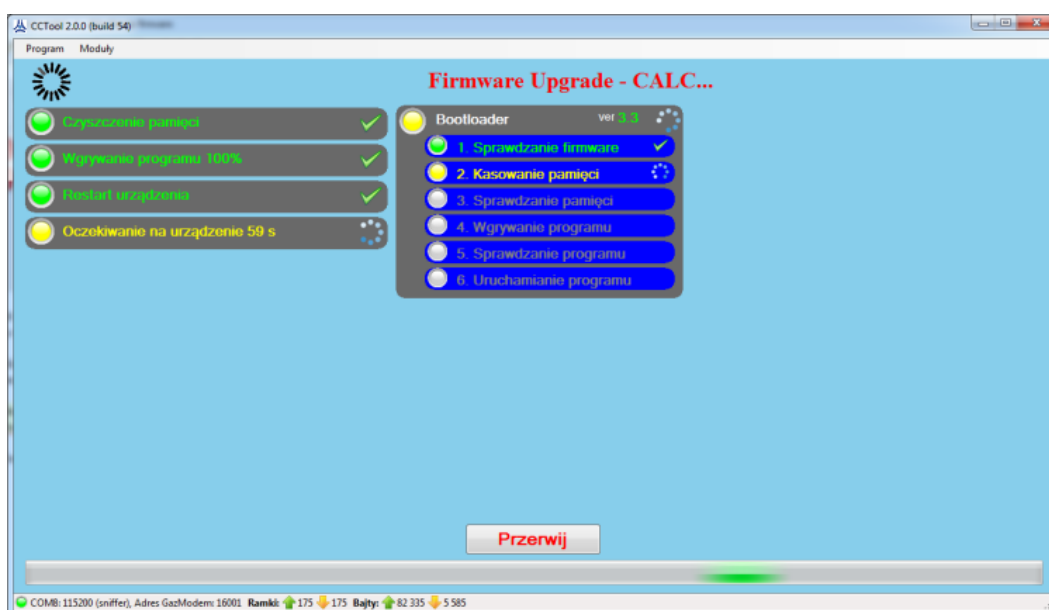 CCTool 2.0.0 (build 54)
Program Moduły
Firmware Upgrade - CALC...
Czyszczenie pamięci
Wgrywanie programu 100%
Restart urządzenia
Oczekiwanie na urządzenie 59 s
Bootloader ver 3.3
1. Sprawdzanie firmware
2. Kasowanie pamięci
3. Sprawdzanie pamięci
4. Wgrywanie programu
5. Sprawdzanie programu
6. Uruchamianie programu
Przerwij
COM8: 115200 (sniffer), Adres GazModem: 16001 Ramki: 175 175 Bajty: 82 335 5 585